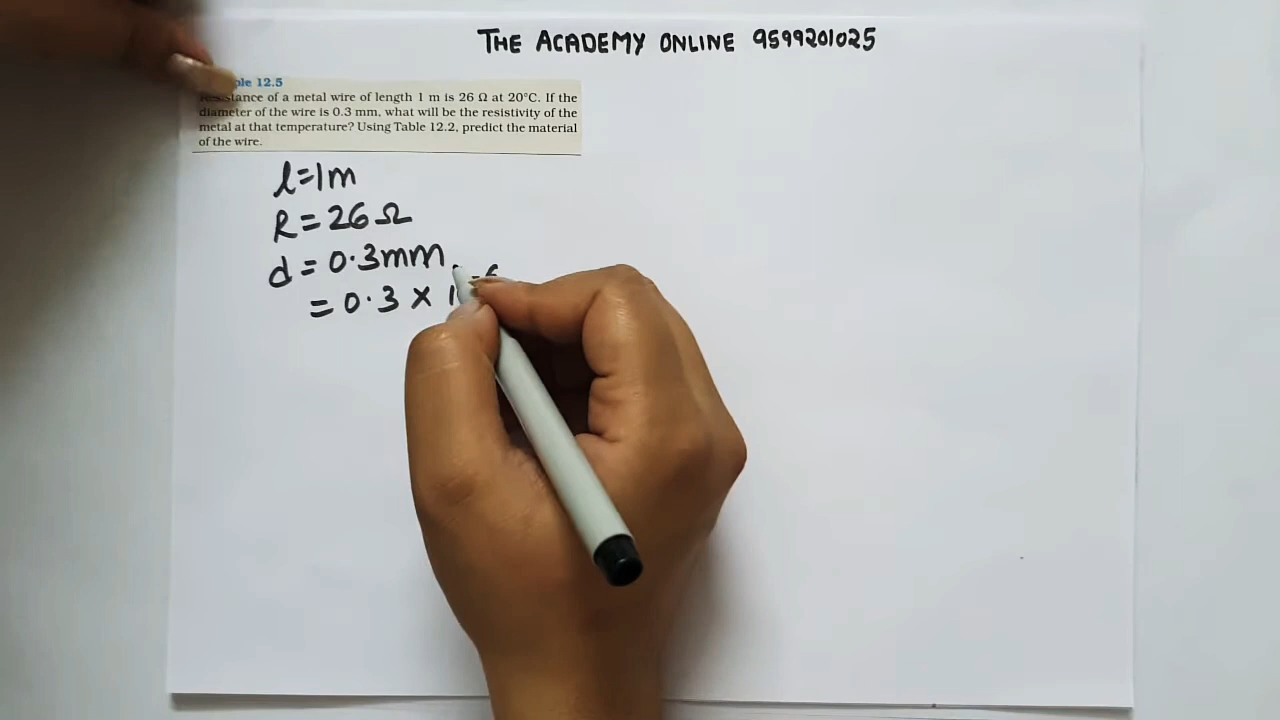 THE ACADEMY ONLINE 9599201025
12.5
of a metal wire of length 1 m is 26 Ω at 20°C. If the
diameter of the wire is 0.3 mm, what will be the resistivity of the
metal at that temperature? Using Table 12.2, predict the material
of the wire.
l=1m
R=26Ω
d=0.3mm
=0.3×